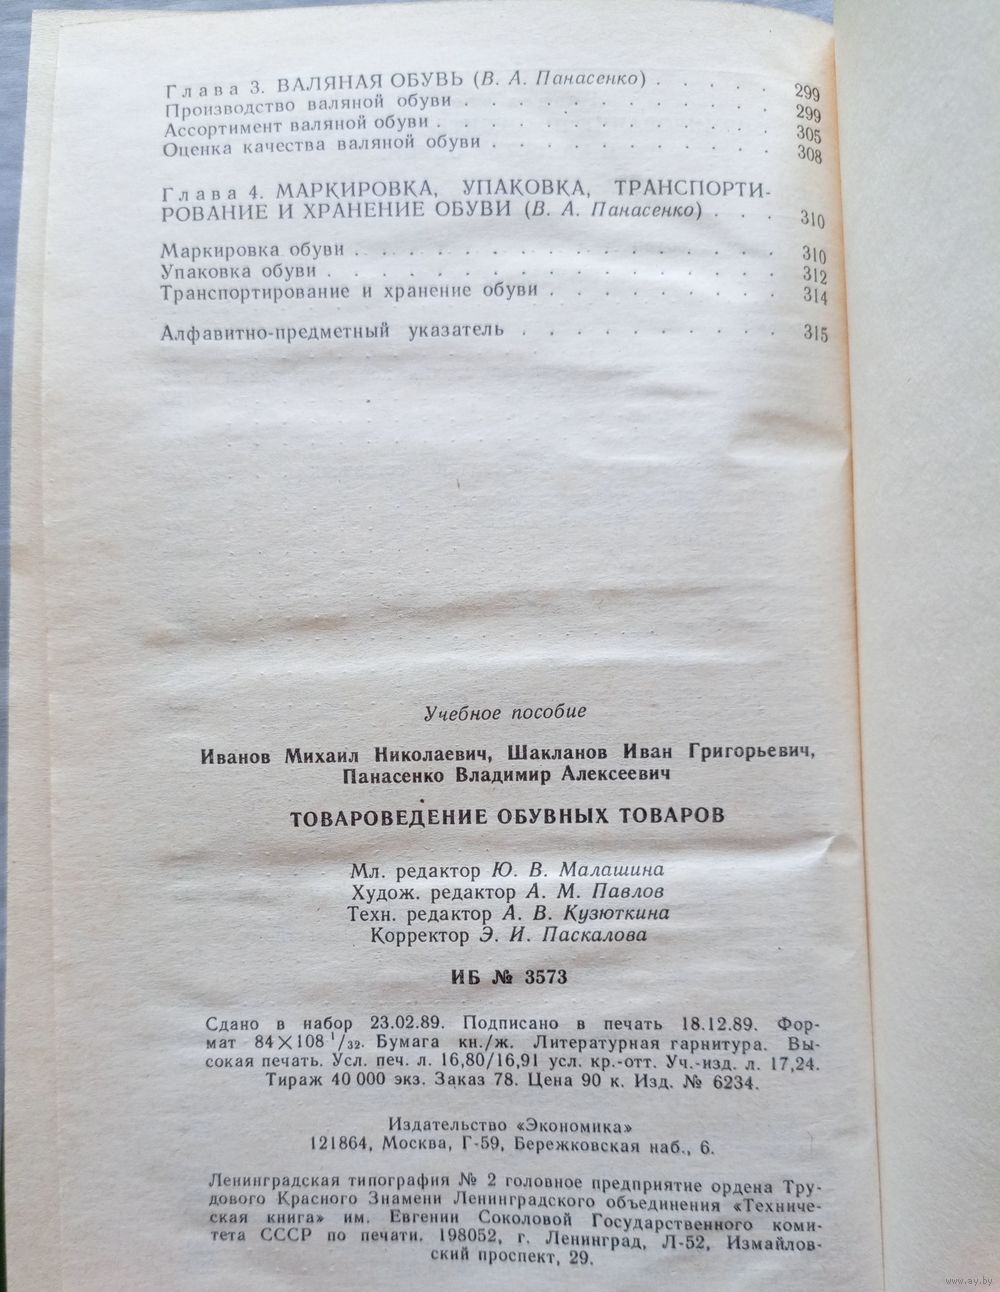 Глава 3. ВАЛЯНАЯ ОБУВЬ (В. А. Панасенко) . . . . . 299
Производство валяной обуви . . . . . . . . . . . . 299
Ассортимент валяной обуви . . . . . . . . . . . . 305
Оценка качества валяной обуви . . . . . . . . . . . 308
Глава 4. МАРКИРОВКА, УПАКОВКА, ТРАНСПОРТИ-
РОВАНИЕ И ХРАНЕНИЕ ОБУВИ (В. А. Панасенко) . . . 310
Маркировка обуви . . . . . . . . . . . . . . . . 310
Упаковка обуви . . . . . . . . . . . . . . . . . 312
Транспортирование и хранение обуви . . . . . . . . . 314
Алфавитно-предметный указатель . . . . . . . . . . 315
Учебное пособие
Иванов Михаил Николаевич, Шакланов Иван Григорьевич,
Панасенко Владимир Алексеевич
ТОВАРОВЕДЕНИЕ ОБУВНЫХ ТОВАРОВ
Мл. редактор Ю. В. Малашина
Худож. редактор А. М. Павлов
Техн. редактор А. В. Кузюткина
Корректор Э. И. Паскалова
ИБ № 3573
Сдано в набор 23.02.89. Подписано в печать 18.12.89. Фор-
мат 84×108 1/32. Бумага кн./ж. Литературная гарнитура. Вы-
сокая печать. Усл. печ. л. 16,80/16,91 усл. кр.-отт. Уч.-изд. л. 17,24.
Тираж 40 000 экз. Заказ 78. Цена 90 к. Изд. № 6234.
Издательство «Экономика»
121864, Москва, Г-59, Бережковская наб., 6.
Ленинградская типография № 2 головное предприятие ордена Тру-
дового Красного Знамени Ленинградского объединения «Техниче-
ская книга» им. Евгении Соколовой Государственного коми-
тета СССР по печати. 198052, г. Ленинград, Л-52, Измайлов-
ский проспект, 29.
www.ay.by